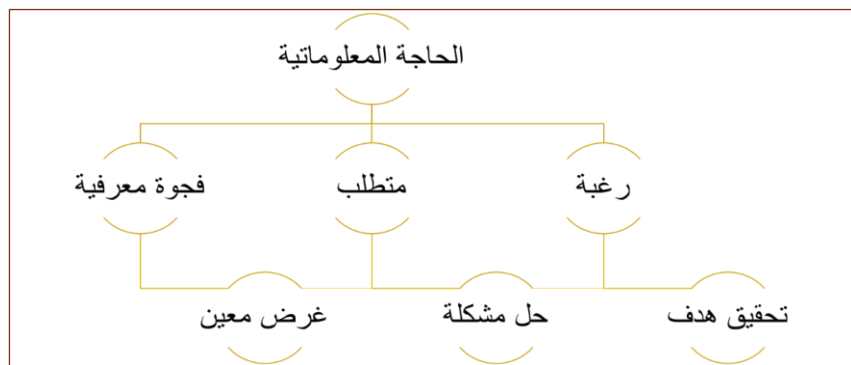 الحاجة المعلوماتية
رغبة
متطلب
فجوة معرفية
تحقيق هدف
حل مشكلة
غرض معين